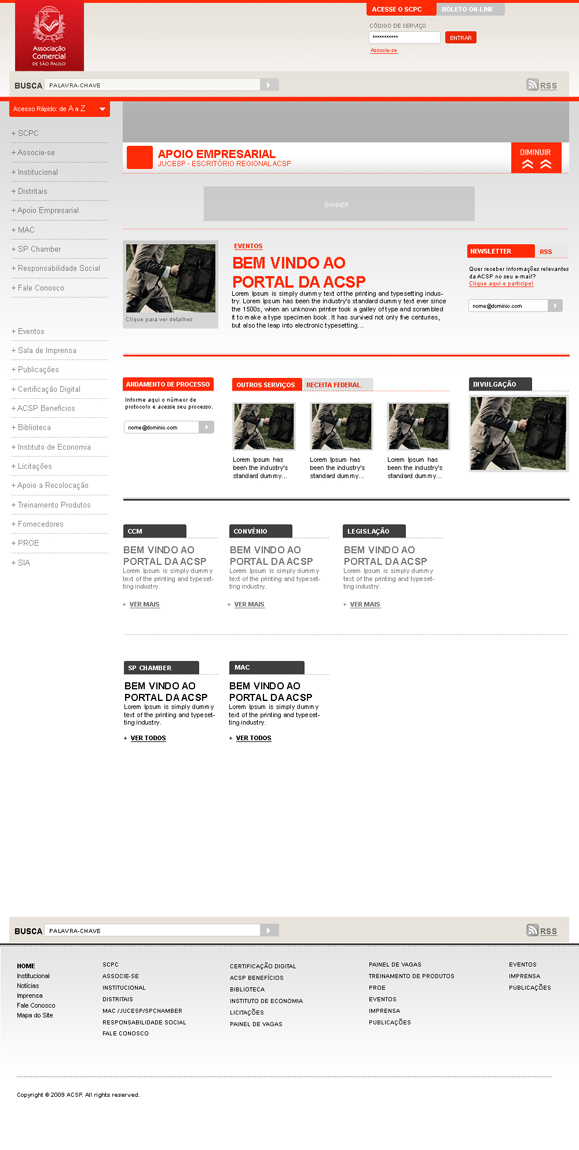 ACESSE O SCPC
BOLETO ON-LINE
CÓDIGO DE SERVIÇO
***********
ENTRAR
Associe-se
Associação
Comercial
DE SÃO PAULO
BUSCA
PALAVRA-CHAVE
RSS
Acesso Rápido: de A a Z
+ SCPC
+ Associe-se
+ Institucional
+ Distritais
+ Apoio Empresarial
+ MAC
+ SP Chamber
+ Responsabilidade Social
+ Fale Conosco
+ Eventos
+ Sala de Imprensa
+ Publicações
+ Certificação Digital
+ ACSP Benefícios
+ Biblioteca
+ Instituto de Economia
+ Licitações
+ Apoio a Recolocação
+ Treinamento Produtos
+ Fornecedores
+ PROE
+ SIA
APOIO EMPRESARIAL
JUCESP - ESCRITÓRIO REGIONAL ACSP
DIMINUIR
BANNER
Clique para ver detalhes
EVENTOS
BEM VINDO AO
PORTAL DA ACSP
Lorem Ipsum is simply dummy text of the printing and typesetting indus-
try. Lorem Ipsum has been the industry's standard dummy text ever since
the 1500s, when an unknown printer took a galley of type and scrambled
it to make a type specimen book. It has survived not only five centuries,
but also the leap into electronic typesetting...
NEWSLETTER
RSS
Quer receber informações relevantes
da ACSP no seu e-mail?
Clique aqui e participe!
nome@dominio.com
ANDAMENTO DE PROCESSO
Informe aqui o númeor de
protocolo e acesse seu processo.
nome@dominio.com
OUTROS SERVIÇOS
RECEITA FEDERAL
Lorem Ipsum has
been the industry's
standard dummy...
Lorem Ipsum has
been the industry's
standard dummy...
Lorem Ipsum has
been the industry's
standard dummy...
DIVULGAÇÃO
CCM
BEM VINDO AO
PORTAL DA ACSP
Lorem Ipsum is simply dummy
text of the printing and typeset-
ting industry.
+ VER MAIS
CONVÊNIO
BEM VINDO AO
PORTAL DA ACSP
Lorem Ipsum is simply dummy
text of the printing and typeset-
ting industry.
+ VER MAIS
LEGISLAÇÃO
BEM VINDO AO
PORTAL DA ACSP
Lorem Ipsum is simply dummy
text of the printing and typeset-
ting industry.
+ VER MAIS
SP CHAMBER
BEM VINDO AO
PORTAL DA ACSP
Lorem Ipsum is simply dummy
text of the printing and typeset-
ting industry.
+ VER TODOS
MAC
BEM VINDO AO
PORTAL DA ACSP
Lorem Ipsum is simply dummy
text of the printing and typeset-
ting industry.
+ VER TODOS
BUSCA
PALAVRA-CHAVE
RSS
HOME
Institucional
Notícias
Imprensa
Fale Conosco
Mapa do Site
SCPC
ASSOCIE-SE
INSTITUCIONAL
DISTRITAIS
MAC /JUCESP/SPCHAMBER
RESPONSABILIDADE SOCIAL
FALE CONOSCO
CERTIFICAÇÃO DIGITAL
ACSP BENEFÍCIOS
BIBLIOTECA
INSTITUTO DE ECONOMIA
LICITAÇÕES
PAINEL DE VAGAS
PAINEL DE VAGAS
TREINAMENTO DE PRODUTOS
PROE
EVENTOS
IMPRENSA
PUBLICAÇÕES
EVENTOS
IMPRENSA
PUBLICAÇÕES
Copyright © 2009 ACSP. All rights reserved.